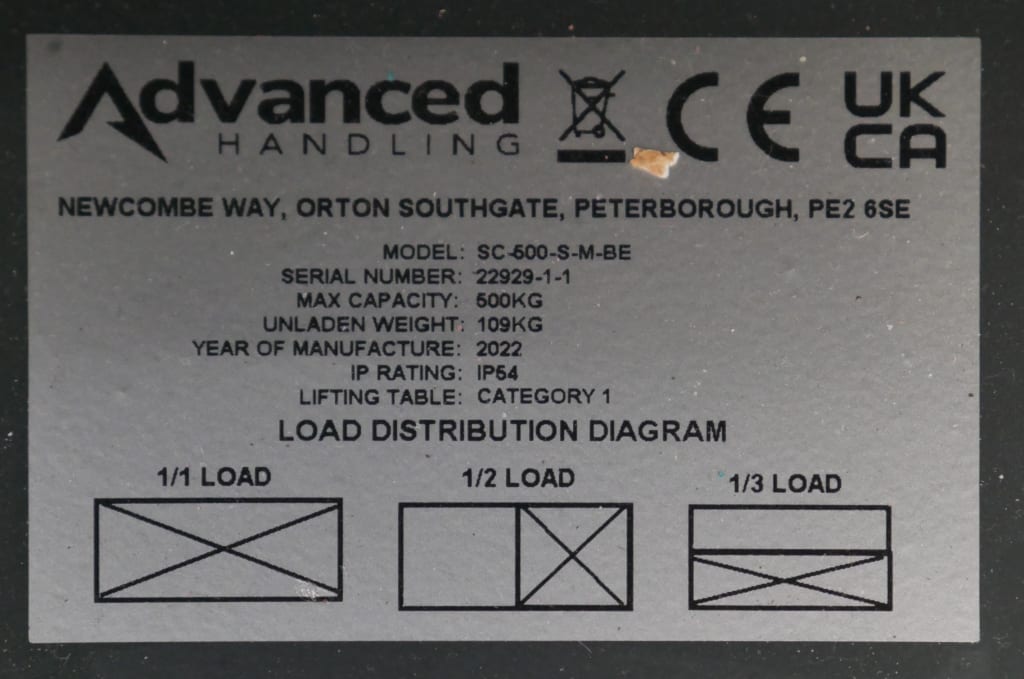 Advanced
HANDLING
CE
UK
CA
NEWCOMBE WAY, ORTON SOUTHGATE, PETERBOROUGH, PE2 6SE
MODEL: SC-500-S-M-BE
SERIAL NUMBER: 22929-1-1
MAX CAPACITY: 500KG
UNLADEN WEIGHT: 109KG
YEAR OF MANUFACTURE: 2022
IP RATING: IP54
LIFTING TABLE: CATEGORY 1
LOAD DISTRIBUTION DIAGRAM
1/1 LOAD
1/2 LOAD
1/3 LOAD